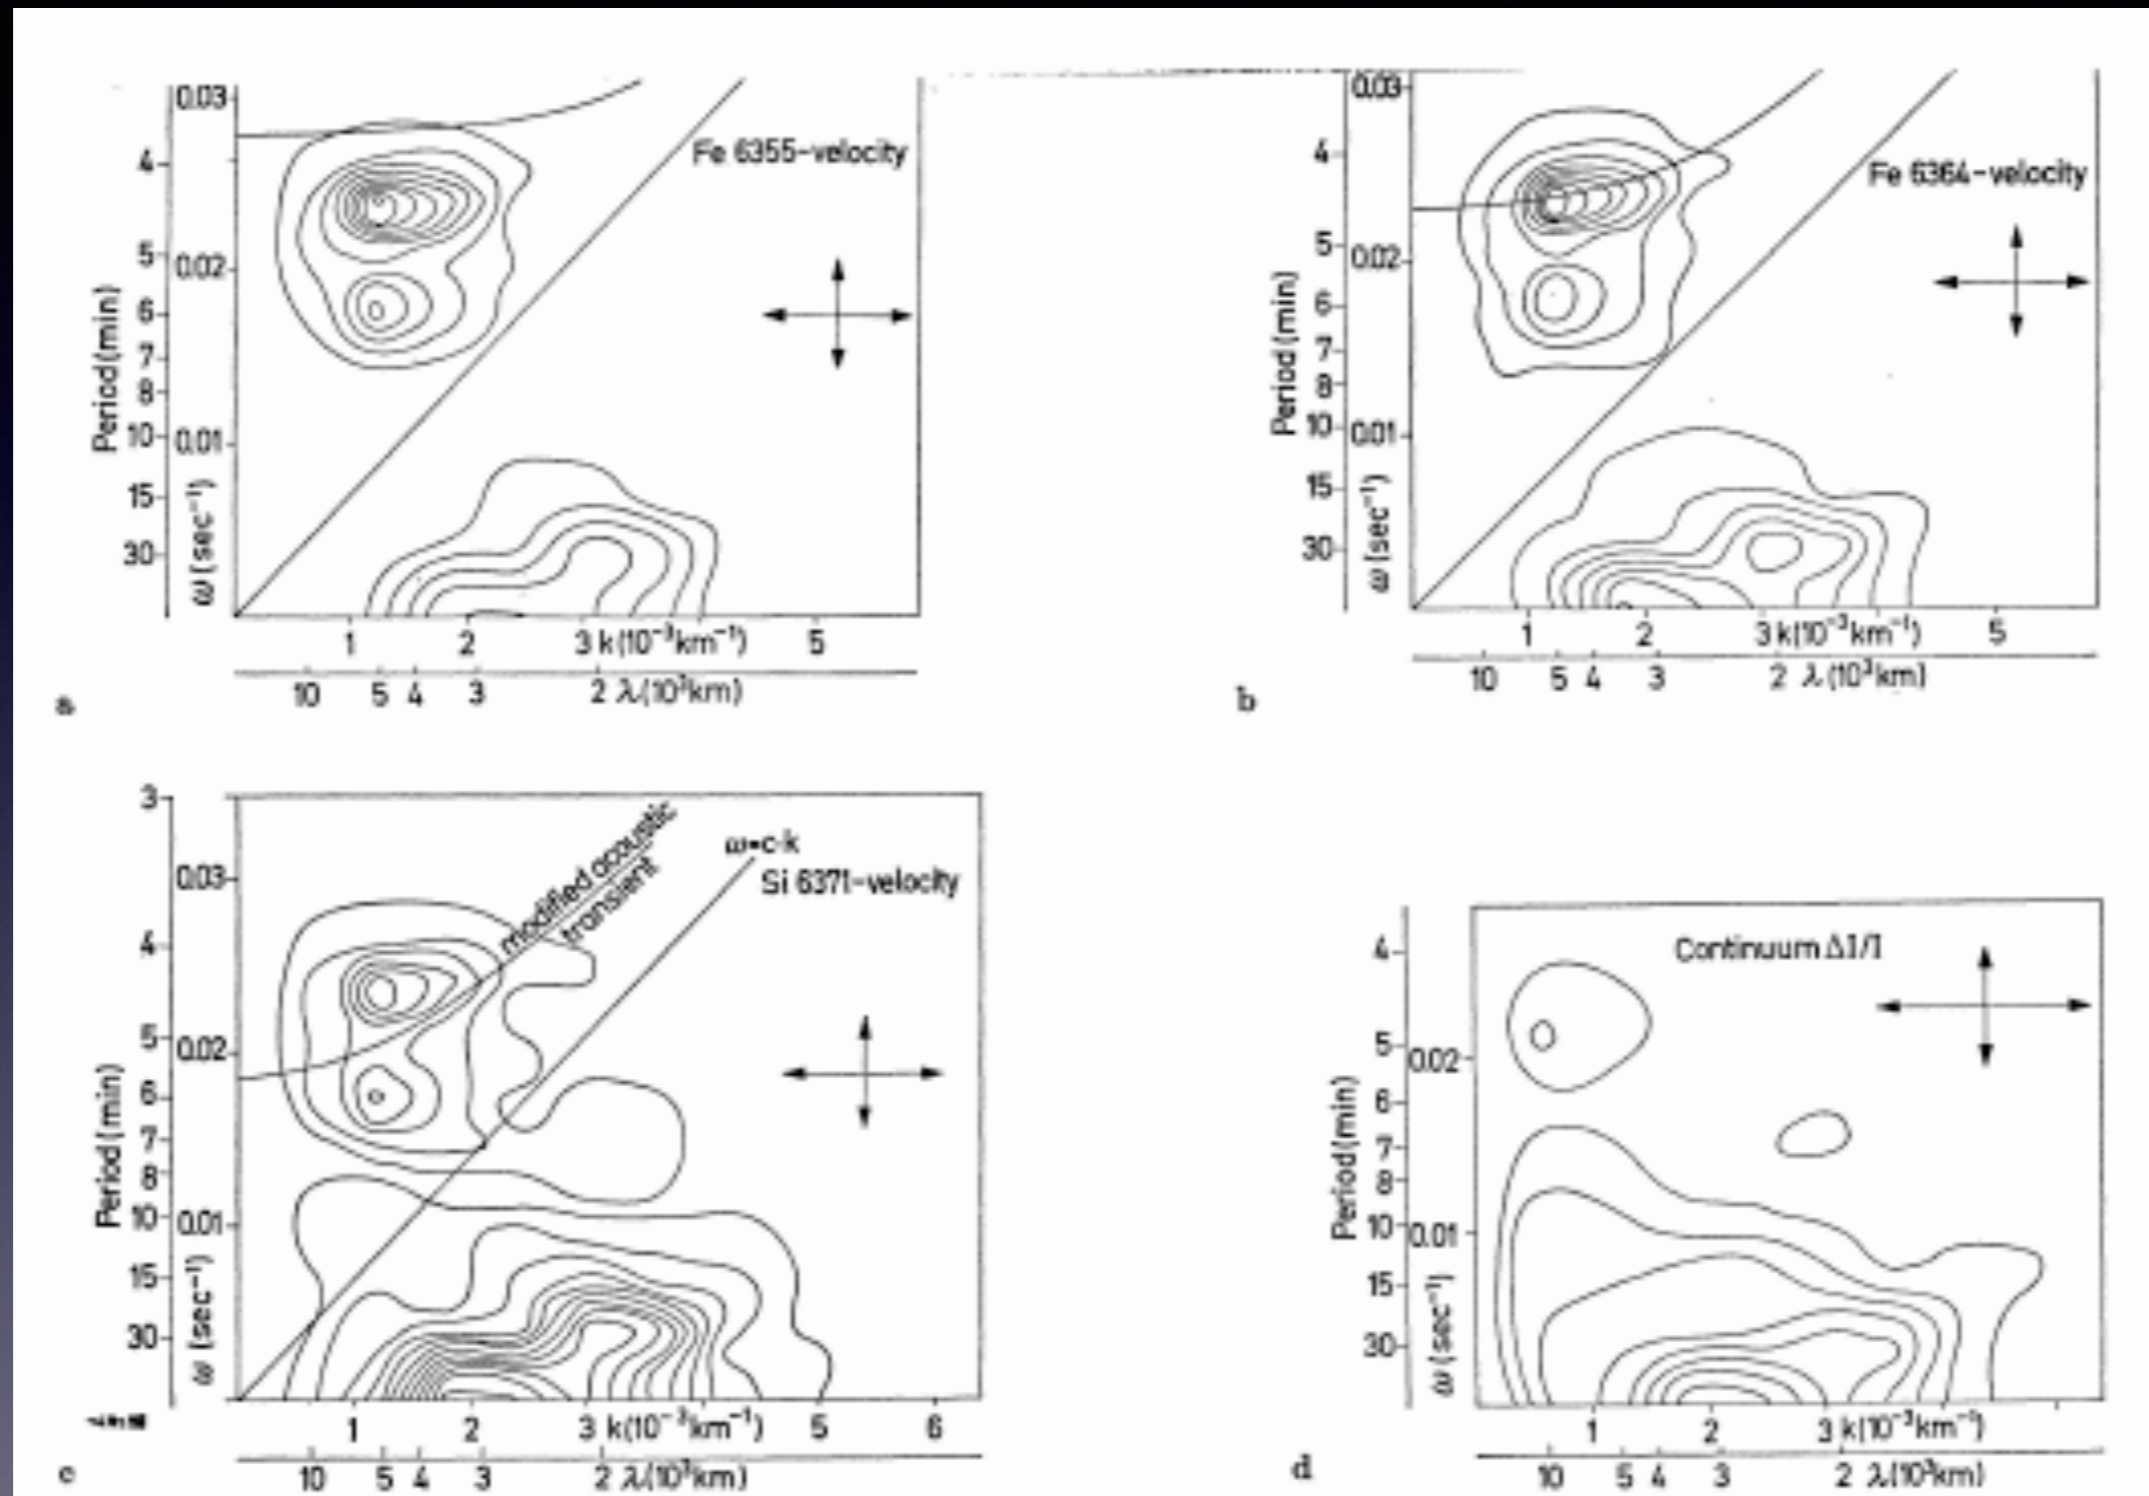 0.03
4
5
0.02
6
7
8
10
0.01
15
30
Period (min)
ω (sec⁻¹)
Fe 6355-velocity
1 2 3 k(10⁻³km⁻¹) 5
10 5 4 3 2 λ(10³km)
a
0.03
4
5
0.02
6
7
8
10
0.01
15
30
Period (min)
ω (sec⁻¹)
Fe 6364-velocity
1 2 3 k(10⁻³km⁻¹) 5
10 5 4 3 2 λ(10³km)
b
3
0.03
4
5
0.02
6
7
8
10
0.01
15
30
Period (min)
ω (sec⁻¹)
modified acoustic
transient
ω=c·k
Si 6371-velocity
1 2 3 k(10⁻³km⁻¹) 5 6
10 5 4 3 2 λ(10³km)
c
4
5
0.02
6
7
8
10
0.01
15
30
Period (min)
ω (sec⁻¹)
Continuum ΔI/I
1 2 3 k(10⁻³km⁻¹)
10 5 4 3 2 λ(10³km)
d